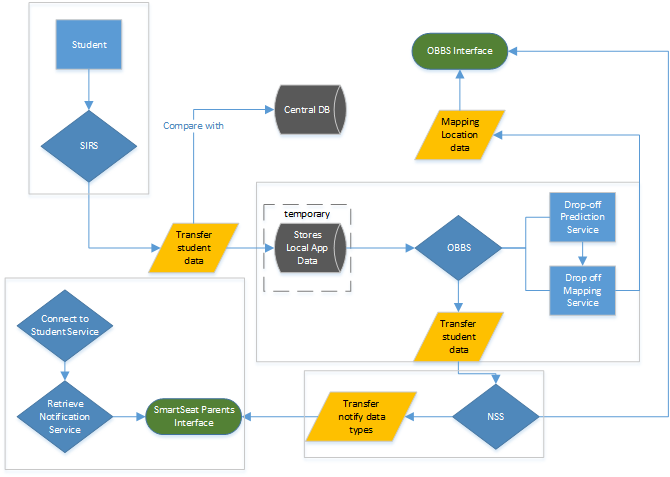 Student
SIRS
OBBS Interface
Central DB
Compare with
Mapping
Location
data
Transfer
student
data
temporary
Stores
Local App
Data
OBBS
Drop-off
Prediction
Service
Drop off
Mapping
Service
Transfer
student
data
Connect to
Student Service
Retrieve
Notification
Service
SmartSeat Parents
Interface
Transfer
notify data
types
NSS